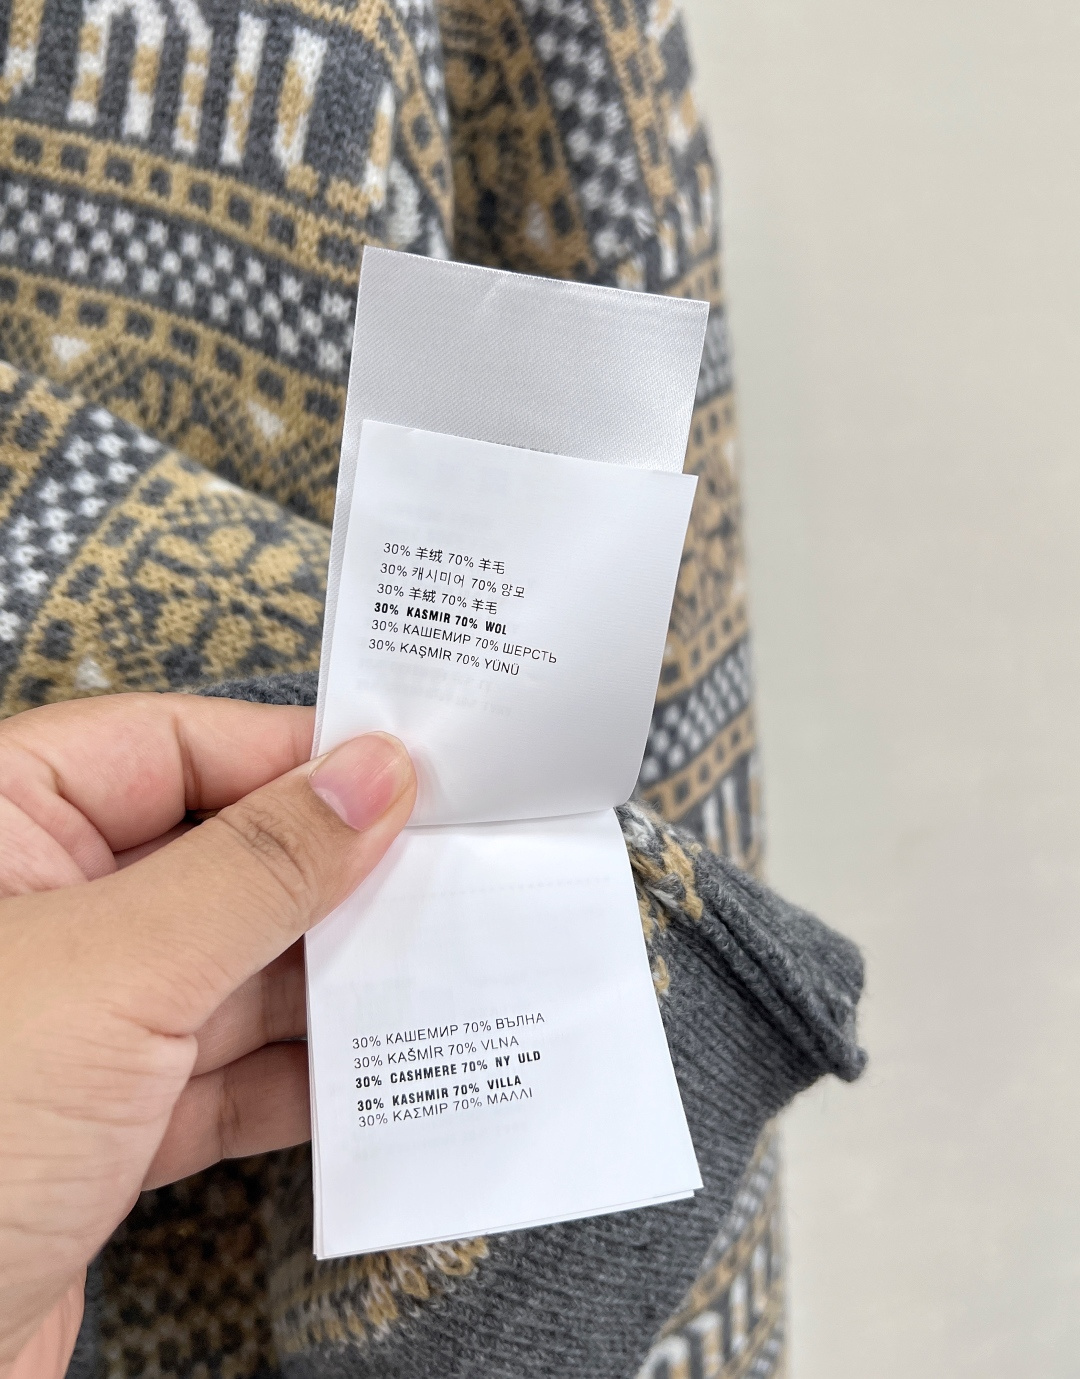 30% 羊绒 70% 羊毛
30% 캐시미어 70% 양모
30% 羊絨 70% 羊毛
30% KASMIR 70% WOL
30% КАШЕМИР 70% ШЕРСТЬ
30% KAŞMİR 70% YÜNÜ
30% КАШЕМИР 70% ВЪЛНА
30% KAŠMİR 70% VLNA
30% CASHMERE 70% NY ULD
30% KASHMIR 70% VILLA
30% ΚΑΣΜΙΡ 70% ΜΑΛΛΙ